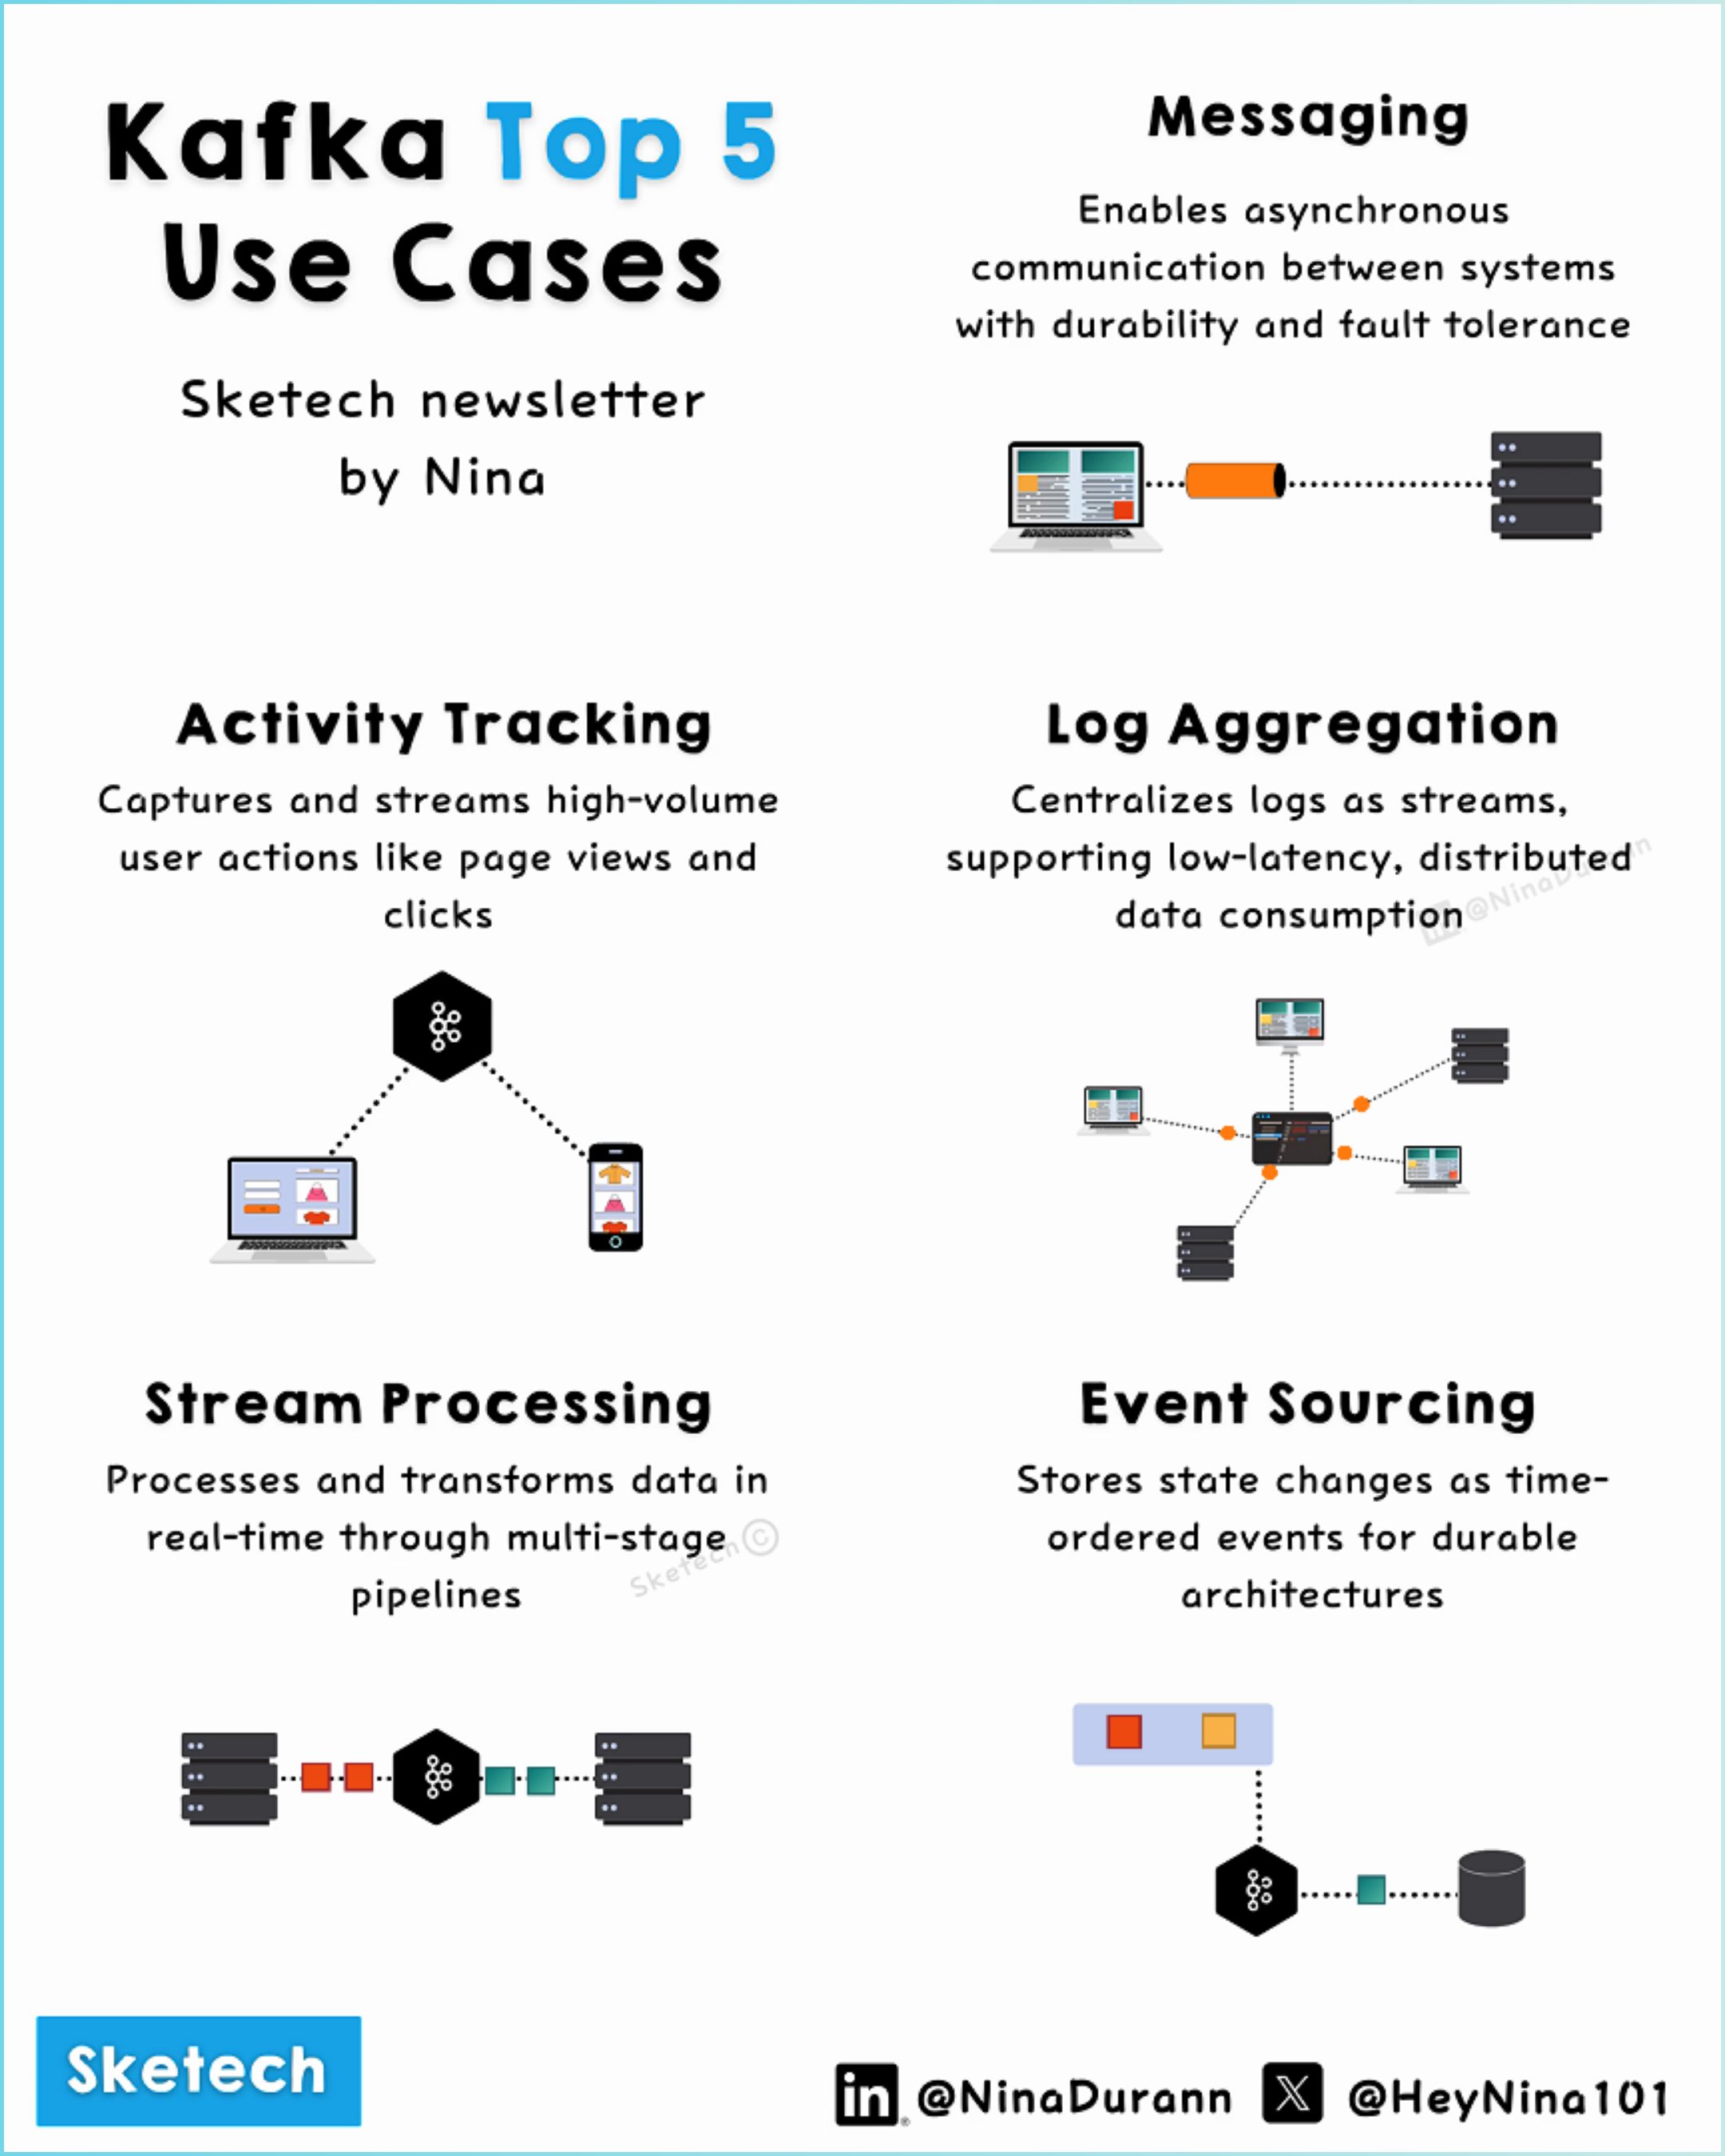 Kafka Top 5
Use Cases
Sketech newsletter
by Nina
Messaging
Enables asynchronous
communication between systems
with durability and fault tolerance
Activity Tracking
Captures and streams high-volume
user actions like page views and
clicks
Log Aggregation
Centralizes logs as streams,
supporting low-latency, distributed
data consumption
@NinaDurann
Stream Processing
Processes and transforms data in
real-time through multi-stage
pipelines
Sketech ©
Event Sourcing
Stores state changes as time-
ordered events for durable
architectures
Sketech
in @NinaDurann X @HeyNina101